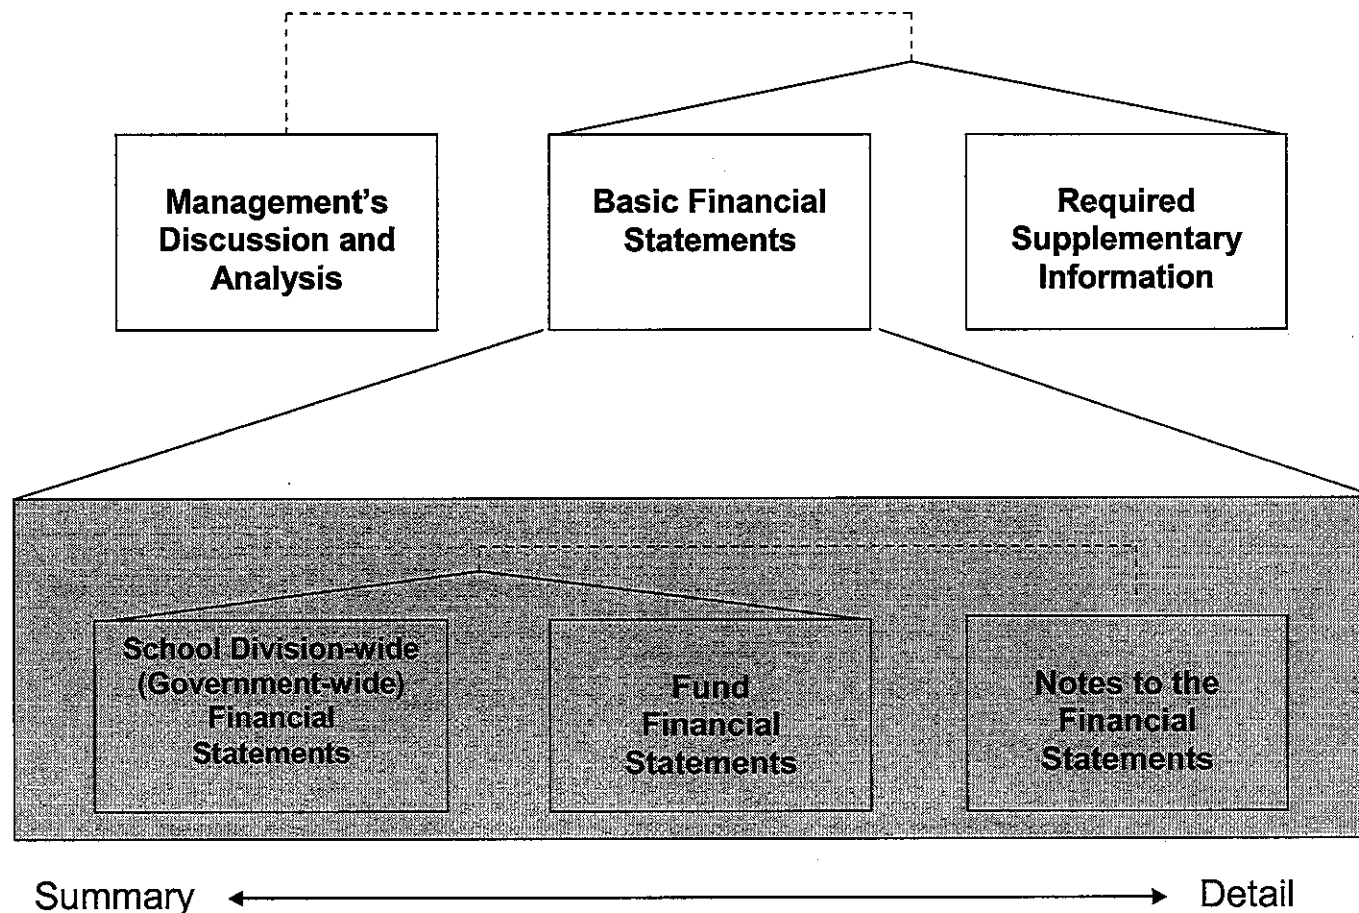 Management's
Discussion and
Analysis
Basic Financial
Statements
Required
Supplementary
Information
School Division-wide
(Government-wide)
Financial
Statements
Fund
Financial
Statements
Notes to the
Financial
Statements
Summary
Detail